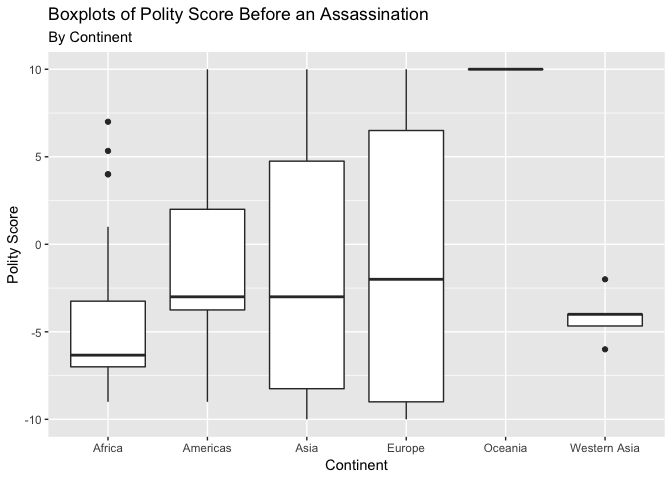 Boxplots of Polity Score Before an Assassination
By Continent
10
5
0
-5
-10
Polity Score
Africa Americas Asia Europe Oceania Western Asia
Continent